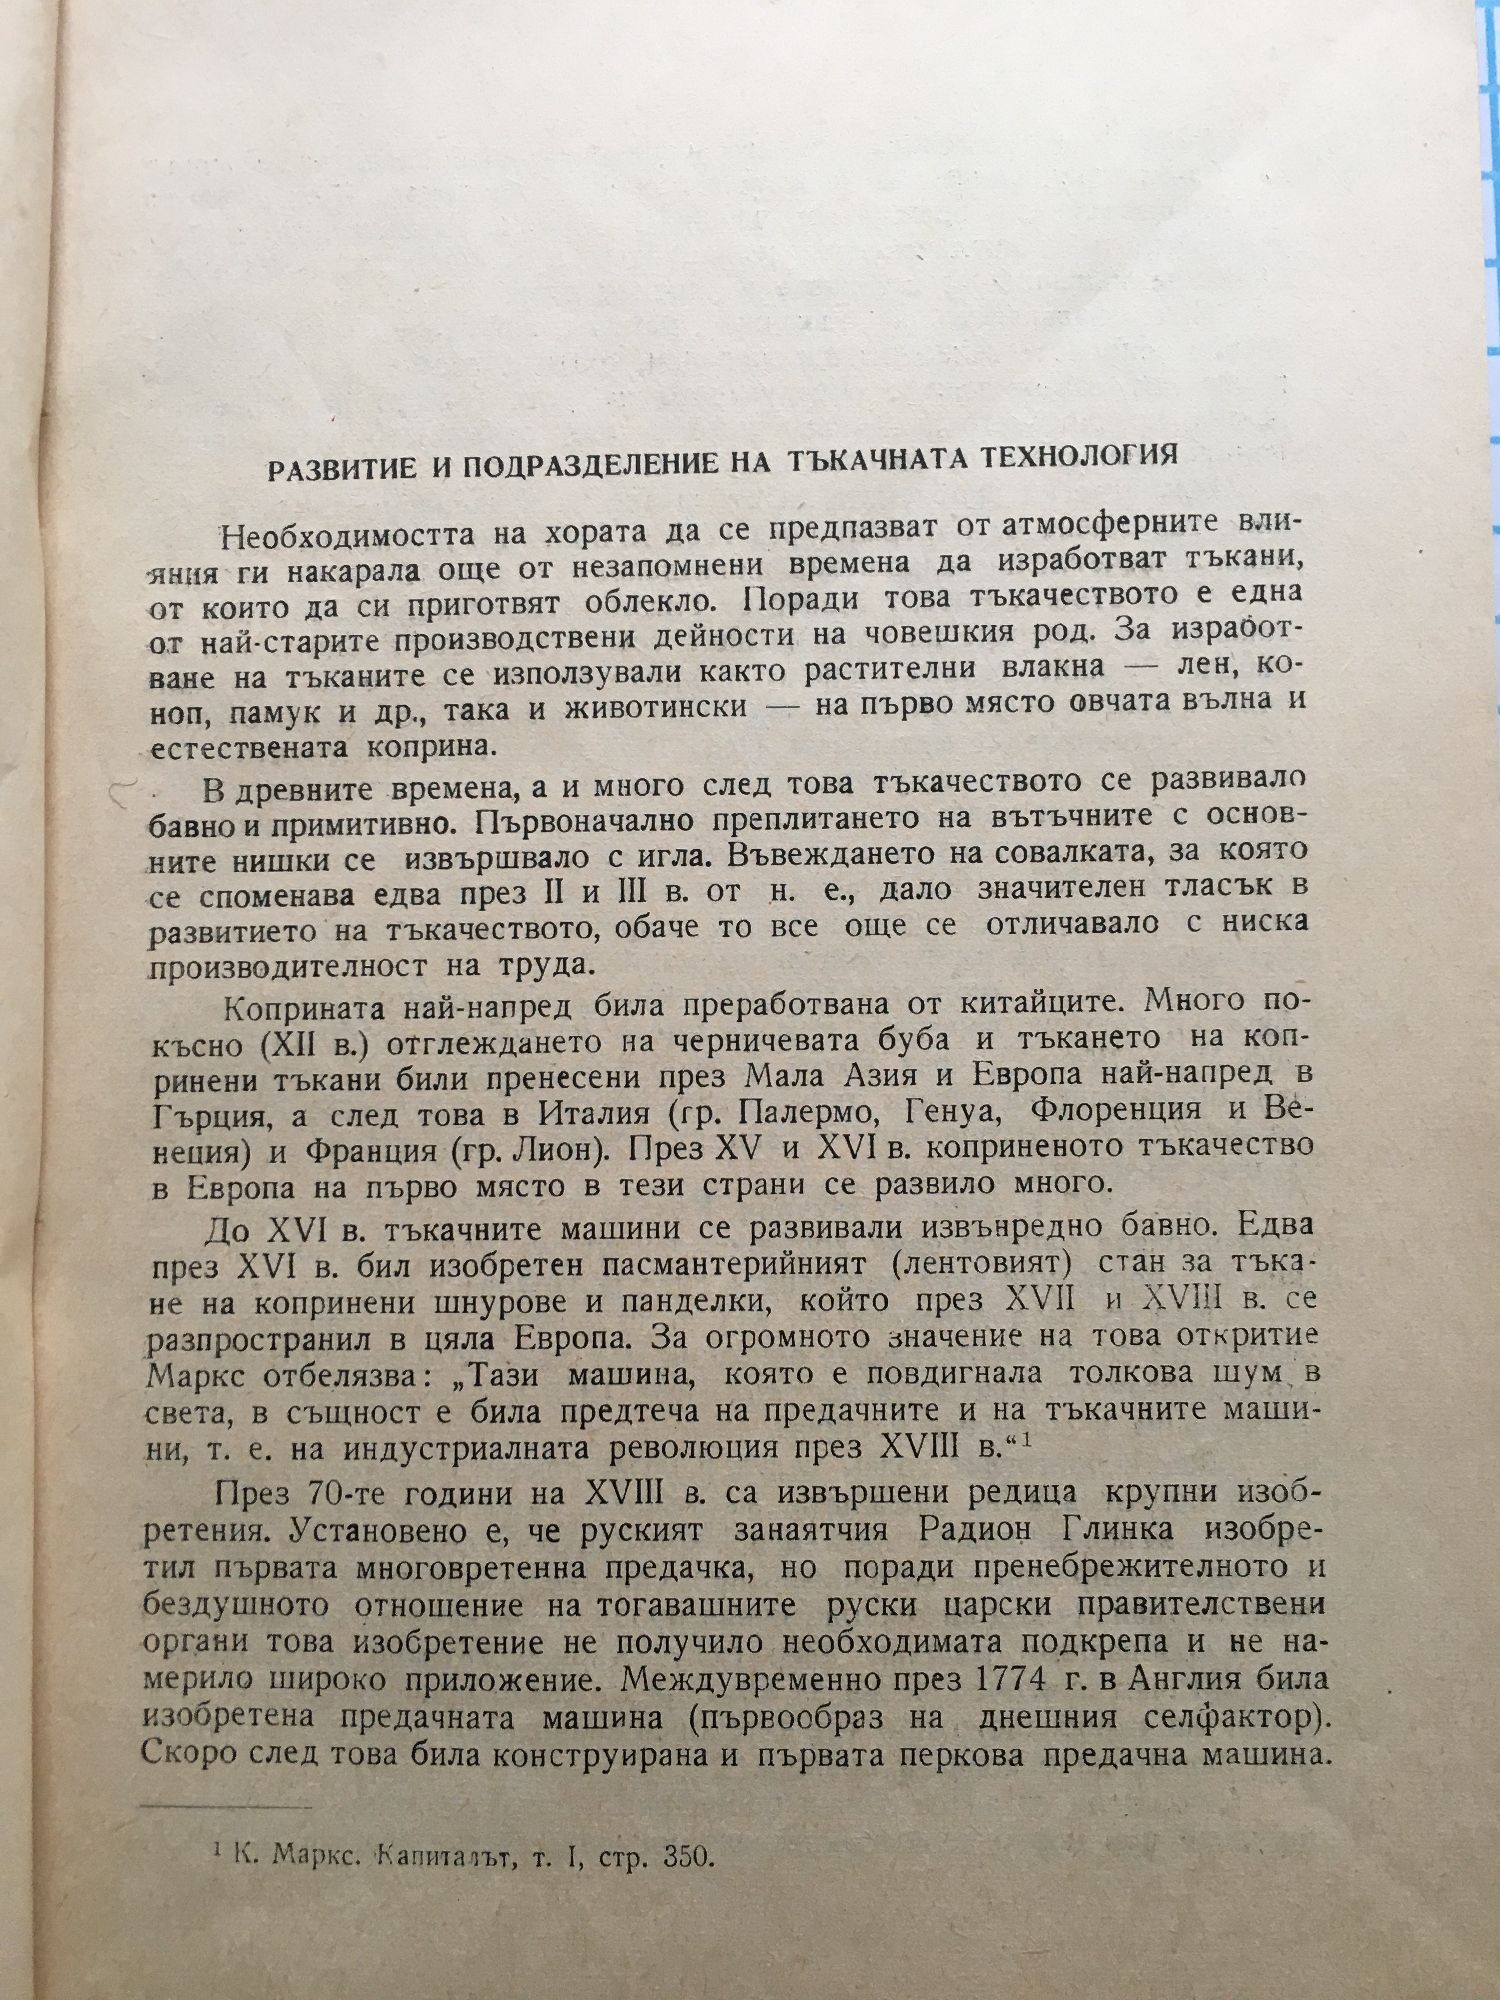 РАЗВИТИЕ И ПОДРАЗДЕЛЕНИЕ НА ТЪКАЧНАТА ТЕХНОЛОГИЯ
Необходимостта на хората да се предпазват от атмосферните вли-
яния ги накарала още от незапомнени времена да изработват тъкани,
от които да си приготвят облекло. Поради това тъкачеството е една
от най-старите производствени дейности на човешкия род. За изработ-
ване на тъканите се използували както растителни влакна — лен, ко-
ноп, памук и др., така и животински — на първо място овчата вълна и
естествената коприна.
В древните времена, а и много след това тъкачеството се развивало
бавно и примитивно. Първоначално преплитането на вътъчните с основ-
ните нишки се извършвало с игла. Въвеждането на совалката, за която
се споменава едва през II и III в. от н. е., дало значителен тласък в
развитието на тъкачеството, обаче то все още се отличавало с ниска
производителност на труда.
Коприната най-напред била преработвана от китайците. Много по-
късно (XII в.) отглеждането на черничевата буба и тъкането на коп-
ринени тъкани били пренесени през Мала Азия и Европа най-напред в
Гърция, а след това в Италия (гр. Палермо, Генуа, Флоренция и Ве-
неция) и Франция (гр. Лион). През XV и XVI в. коприненото тъкачество
в Европа на първо място в тези страни се развило много.
До XVI в. тъкачните машини се развивали извънредно бавно. Едва
през XVI в. бил изобретен пасмантерийният (лентовият) стан за тъка-
не на копринени шнурове и панделки, който през XVII и XVIII в. се
разпространил в цяла Европа. За огромното значение на това откритие
Маркс отбелязва: „Тази машина, която е повдигнала толкова шум в
света, в същност е била предтеча на предачните и на тъкачните маши-
ни, т. е. на индустриалната революция през XVIII в.“¹
През 70-те години на XVIII в. са извършени редица крупни изоб-
ретения. Установено е, че руският занаятчия Радион Глинка изобре-
тил първата многовретенна предачка, но поради пренебрежителното и
бездушното отношение на тогавашните руски царски правителствени
органи това изобретение не получило необходимата подкрепа и не на-
мерило широко приложение. Междувременно през 1774 г. в Англия била
изобретена предачната машина (първообраз на днешния селфактор).
Скоро след това била конструирана и първата перкова предачна машина.
¹ К. Маркс. Капиталът, т. I, стр. 350.